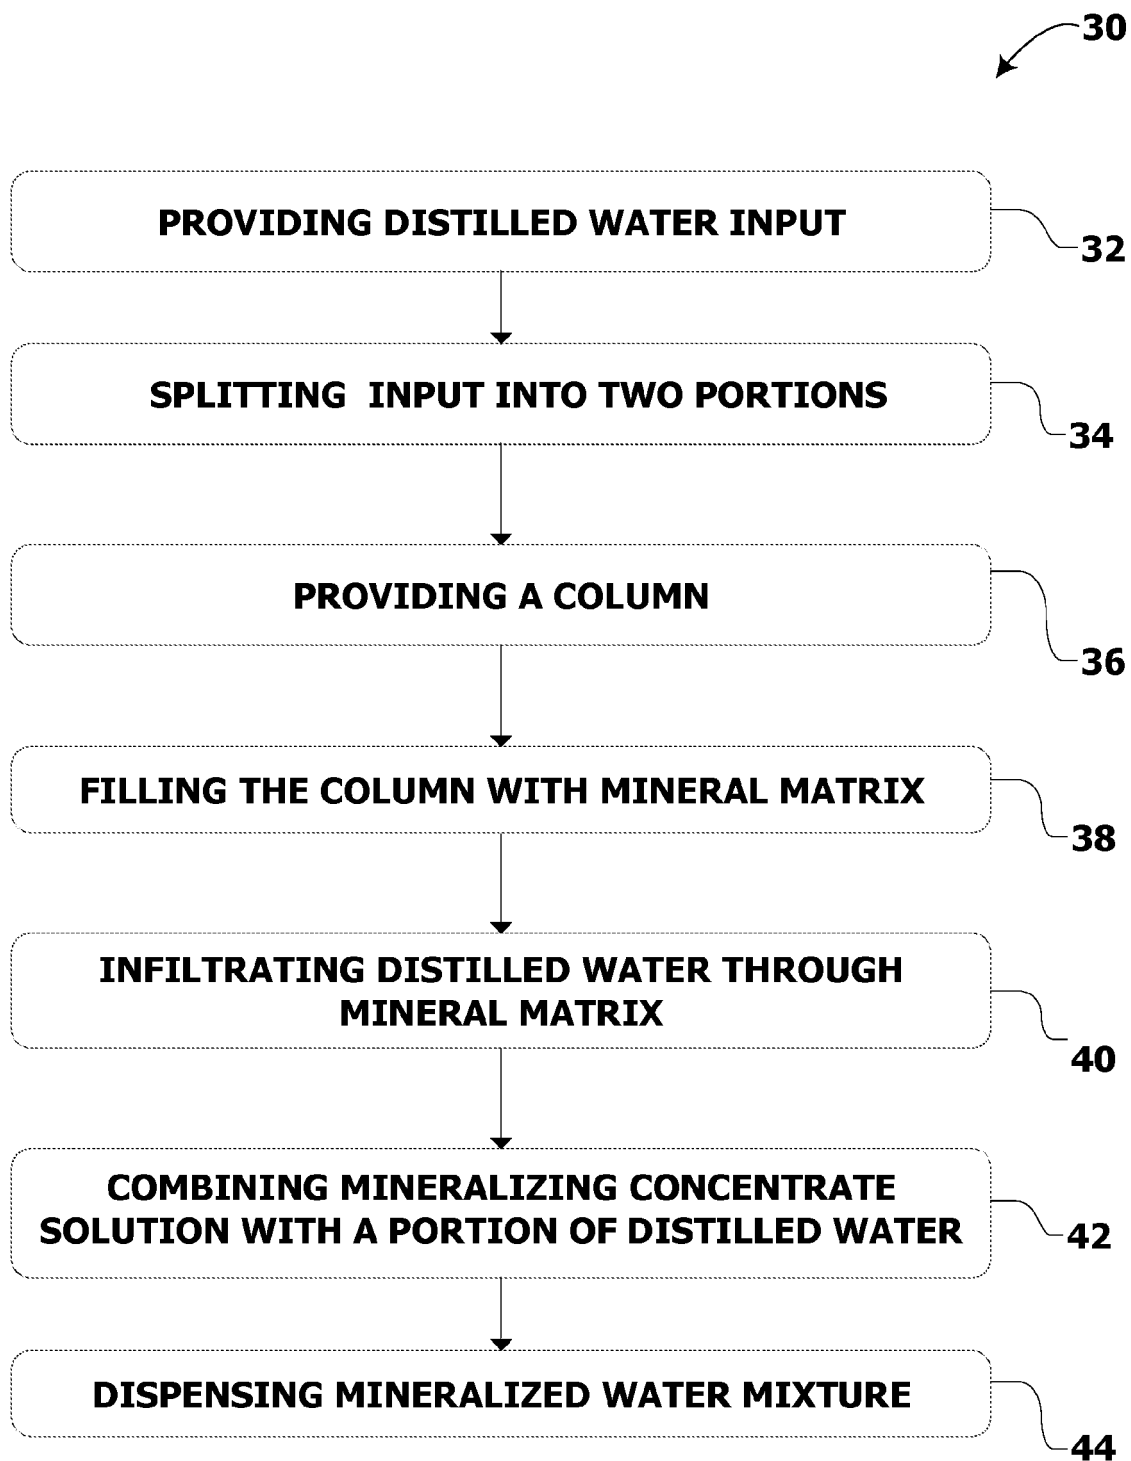 30
PROVIDING DISTILLED WATER INPUT
32
SPLITTING INPUT INTO TWO PORTIONS
34
PROVIDING A COLUMN
36
FILLING THE COLUMN WITH MINERAL MATRIX
38
INFILTRATING DISTILLED WATER THROUGH
MINERAL MATRIX
40
COMBINING MINERALIZING CONCENTRATE
SOLUTION WITH A PORTION OF DISTILLED WATER
42
DISPENSING MINERALIZED WATER MIXTURE
44